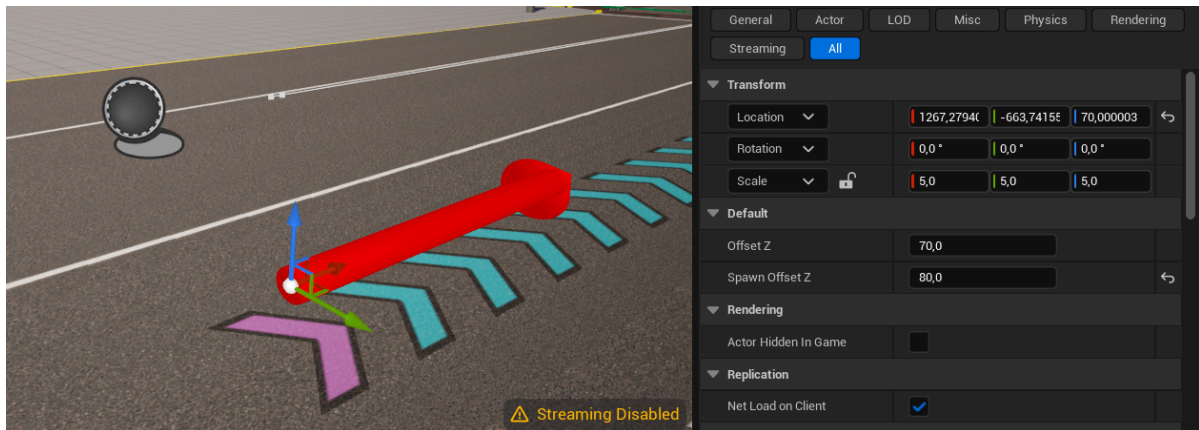 General Actor LOD Misc Physics Rendering
Streaming All
Transform
Location 1267,2794 -663,74155 70,000003
Rotation 0,0 ° 0,0 ° 0,0 °
Scale 5,0 5,0 5,0
Default
Offset Z 70,0
Spawn Offset Z 80,0
Rendering
Actor Hidden In Game
Replication
Net Load on Client
Streaming Disabled